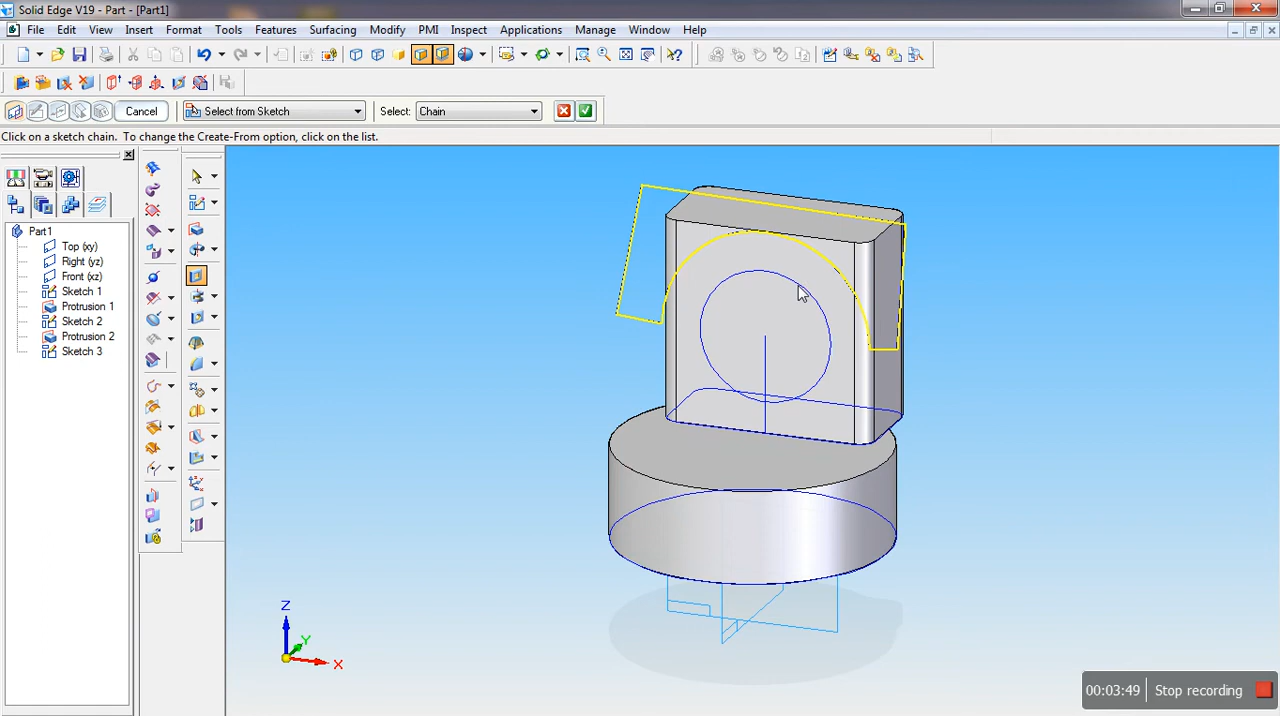 Solid Edge V19 - Part - [Part1]
File Edit View Insert Format Tools Features Surfacing Modify PMI Inspect Applications Manage Window Help
Cancel Select from Sketch Select: Chain
Click on a sketch chain. To change the Create-From option, click on the list.
Part1
Top (xy)
Right (yz)
Front (xz)
Sketch 1
Protrusion 1
Sketch 2
Protrusion 2
Sketch 3
Z
Y
X
00:03:49 Stop recording